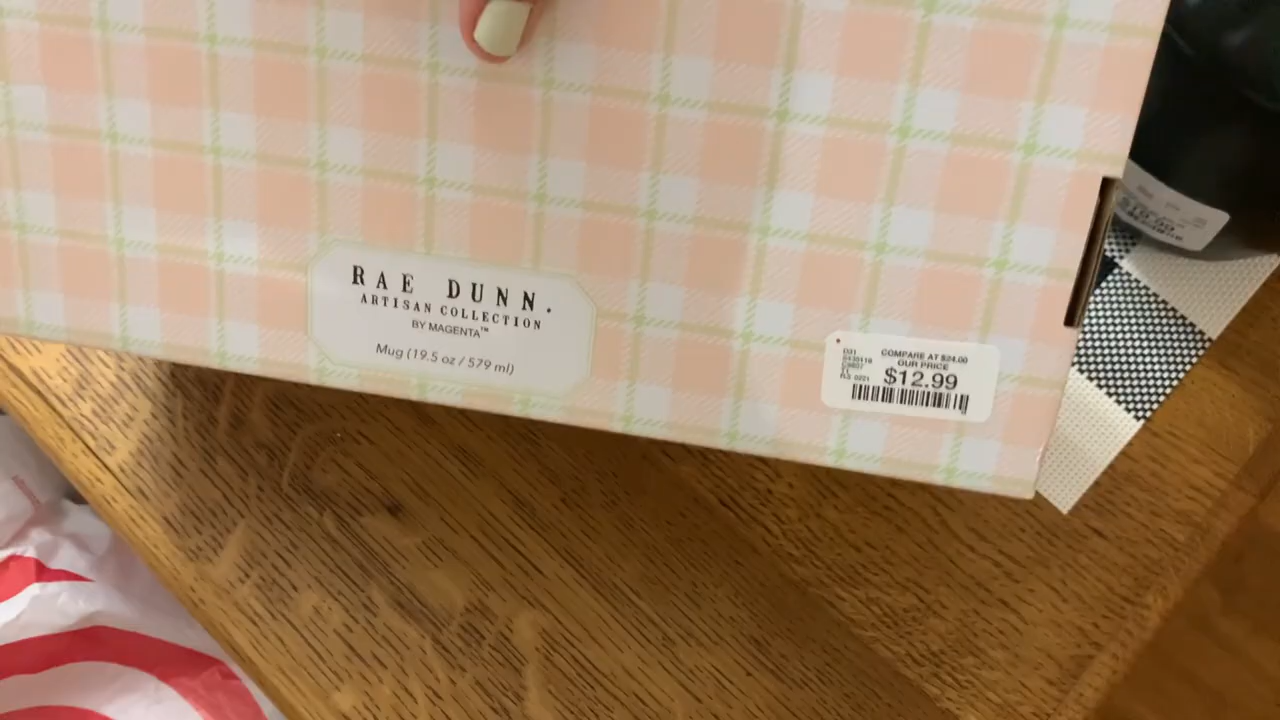 RAE DUNN.
ARTISAN COLLECTION
BY MAGENTA™
Mug (19.5 oz / 579 ml)
COMPARE AT $24.00
OUR PRICE
$12.99